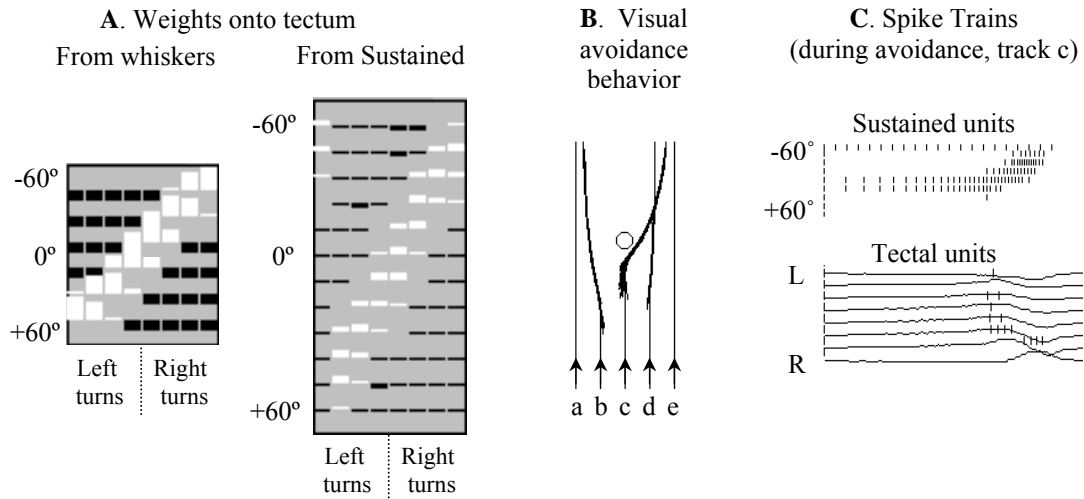 A. Weights onto tectum
From whiskers
From Sustained
-60º
0º
+60º
Left turns
Right turns
-60º
0º
+60º
Left turns
Right turns
B. Visual
avoidance
behavior
a b c d e
C. Spike Trains
(during avoidance, track c)
Sustained units
-60˚
+60˚
Tectal units
L
R